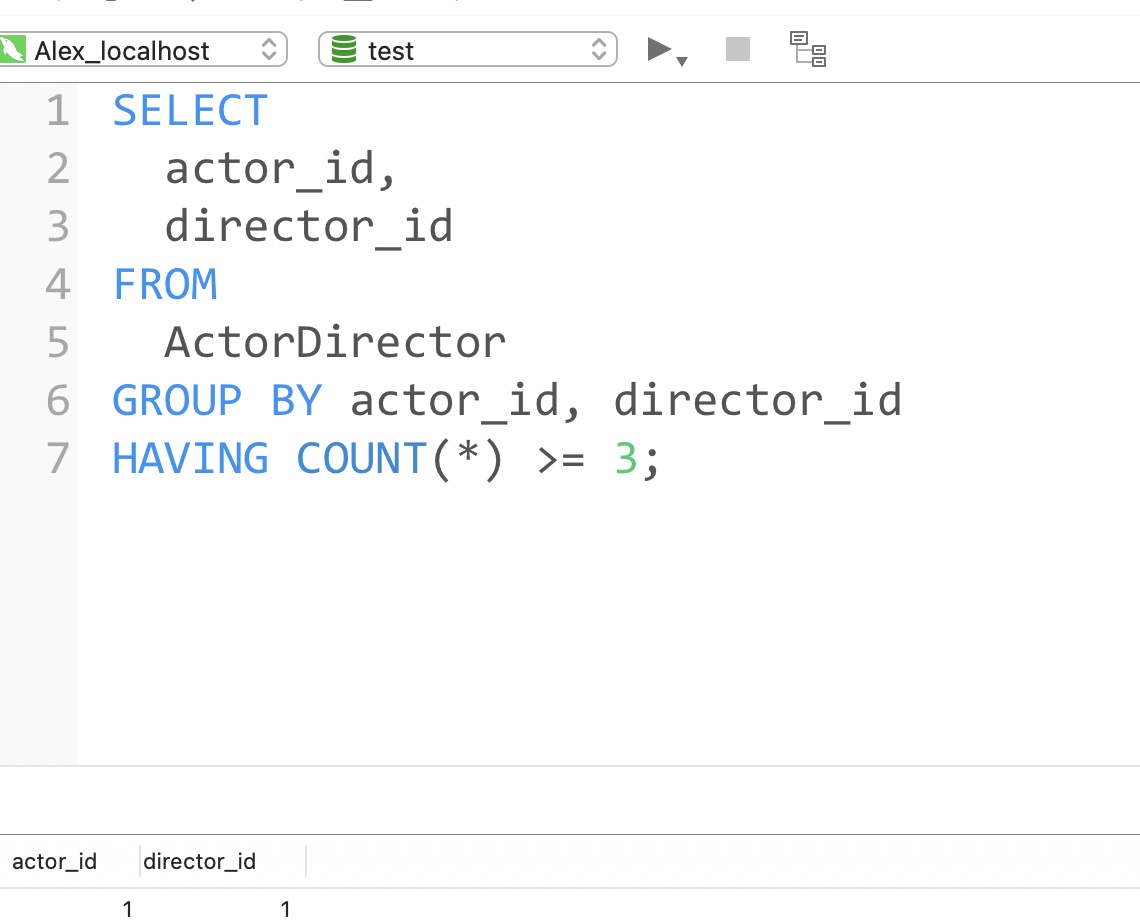 Alex_localhost test
1 SELECT
2 actor_id,
3 director_id
4 FROM
5 ActorDirector
6 GROUP BY actor_id, director_id
7 HAVING COUNT(*) >= 3;
actor_id director_id
1 1